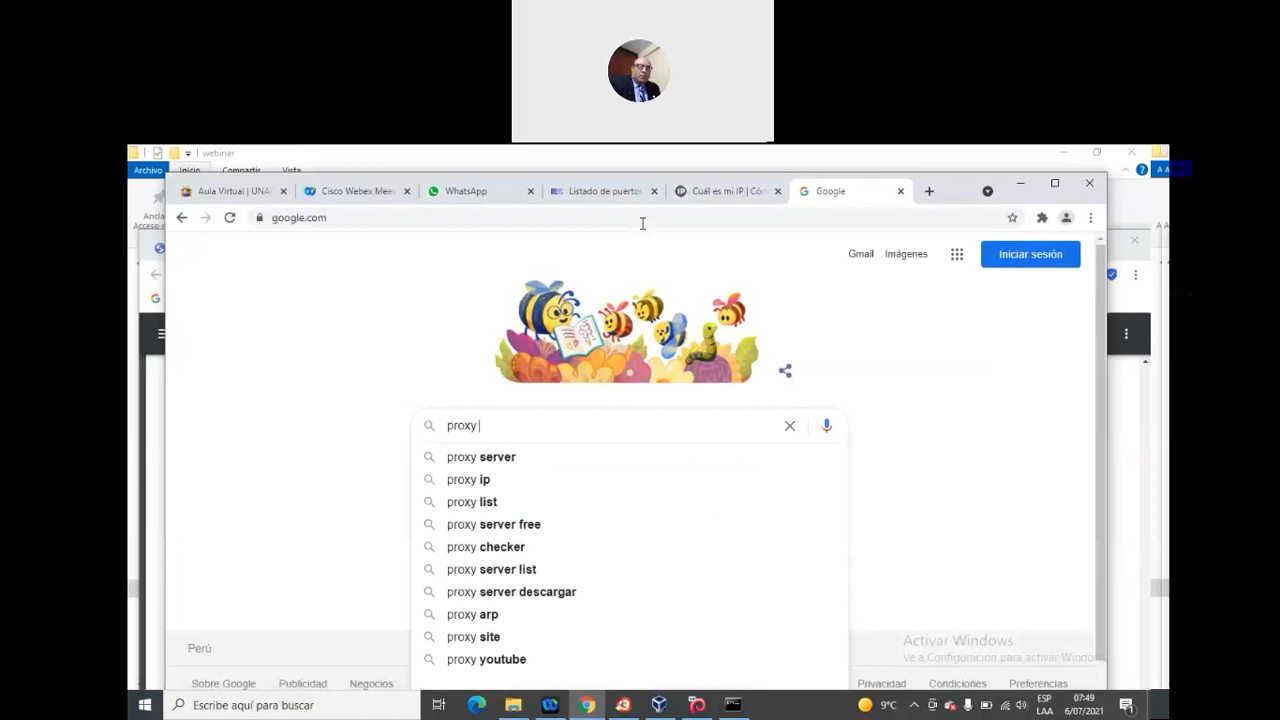 webinar
Archivo
Inicio
Compartir
Vista
Aula Virtual | UNA
Cisco Webex Mee
WhatsApp
Listado de puertos
Cuál es mi IP | Cóm
Google
google.com
Gmail
Imágenes
Iniciar sesión
proxy
proxy server
proxy ip
proxy list
proxy server free
proxy checker
proxy server list
proxy server descargar
proxy arp
proxy site
proxy youtube
Perú
Activar Windows
Ve a Configuración para activar Windo
Sobre Google
Publicidad
Negocios
Privacidad
Condiciones
Preferencias
Escribe aquí para buscar
9°C
ESP
LAA
07:49
6/07/2021